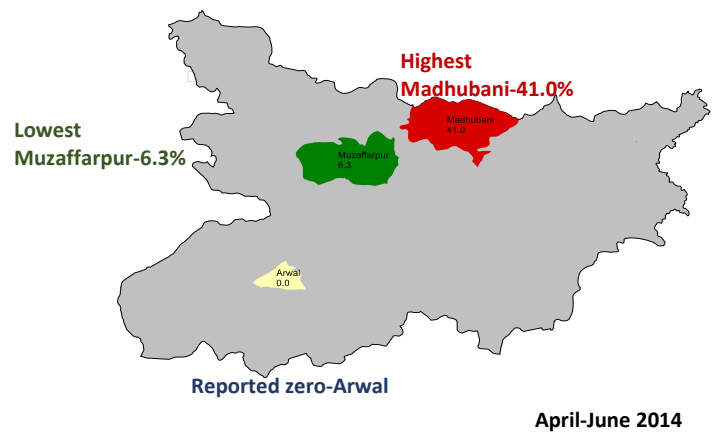 Highest
Madhubani-41.0%
Lowest
Muzaffarpur-6.3%
Madhubani
41.0
Muzaffarpur
6.3
Arwal
0.0
Reported zero-Arwal
April-June 2014